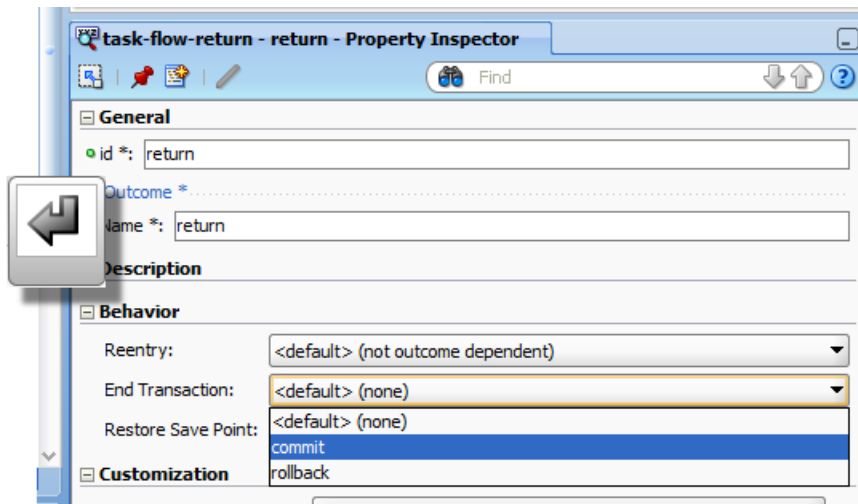 task-flow-return - return - Property Inspector
Find
General
id *: return
Outcome *
Name *: return
Description
Behavior
Reentry: <default> (not outcome dependent)
End Transaction: <default> (none)
<default> (none)
Restore Save Point:
commit
rollback
Customization